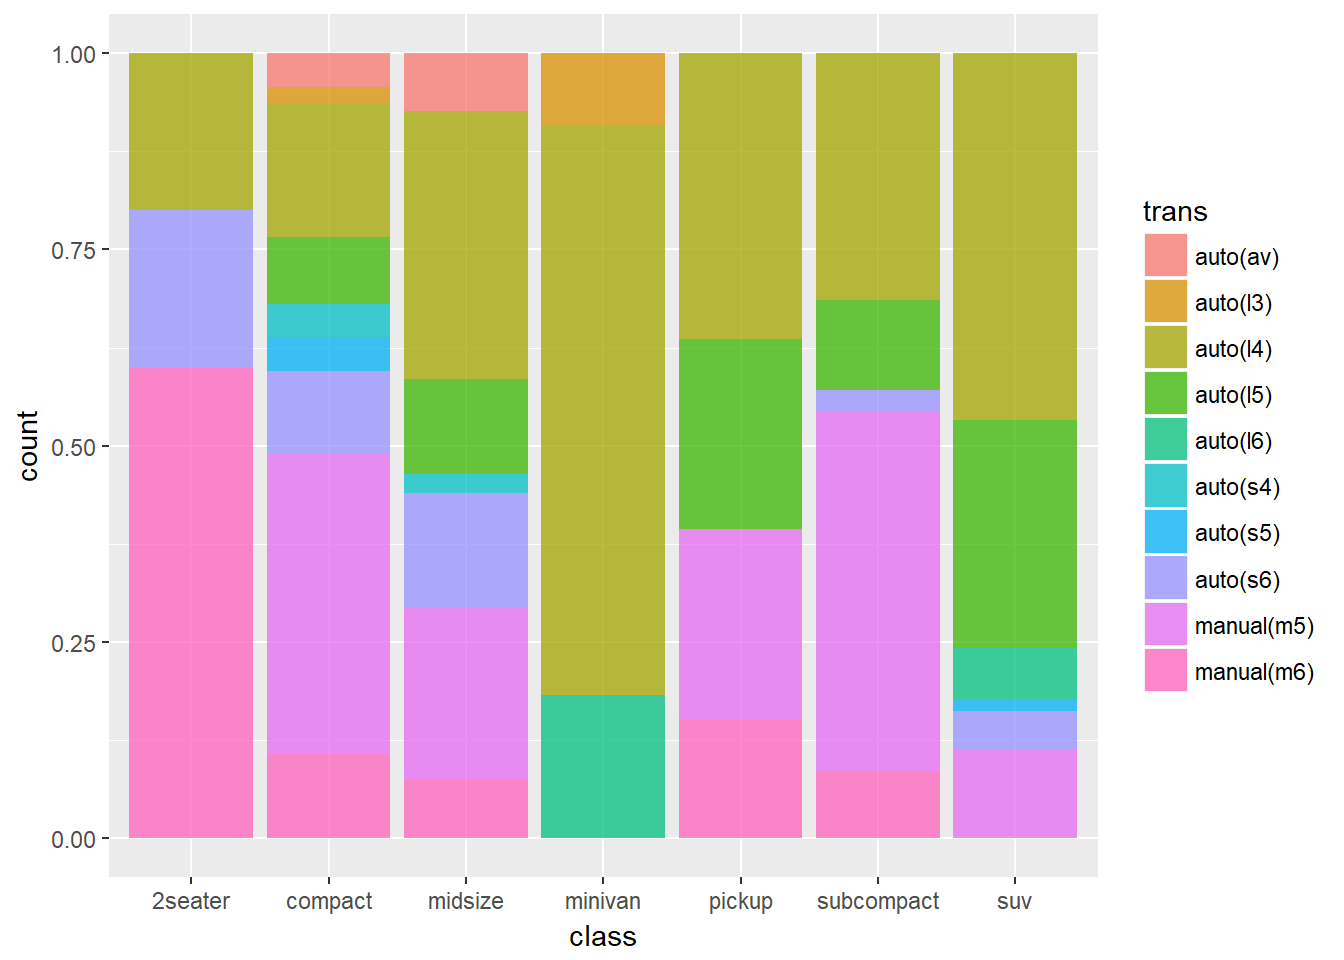 1.00
0.75
0.50
0.25
0.00
count
2seater compact midsize minivan pickup subcompact suv
class
trans
auto(av)
auto(l3)
auto(l4)
auto(l5)
auto(l6)
auto(s4)
auto(s5)
auto(s6)
manual(m5)
manual(m6)